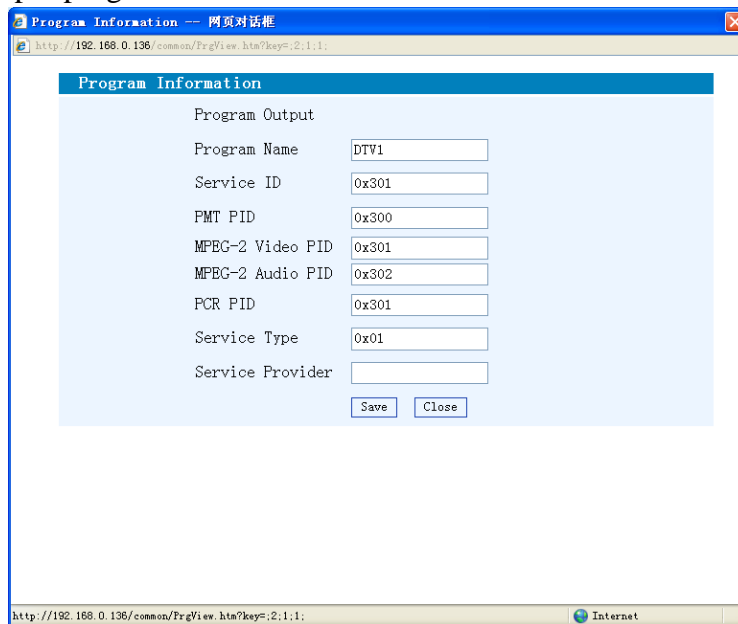 Program Information -- 网页对话框
http://192.168.0.136/common/PrgView.htm?key=;2;1;1;
Program Information
Program Output
Program Name DTV1
Service ID 0x301
PMT PID 0x300
MPEG-2 Video PID 0x301
MPEG-2 Audio PID 0x302
PCR PID 0x301
Service Type 0x01
Service Provider
Save Close
http://192.168.0.136/common/PrgView.htm?key=;2;1;1; Internet